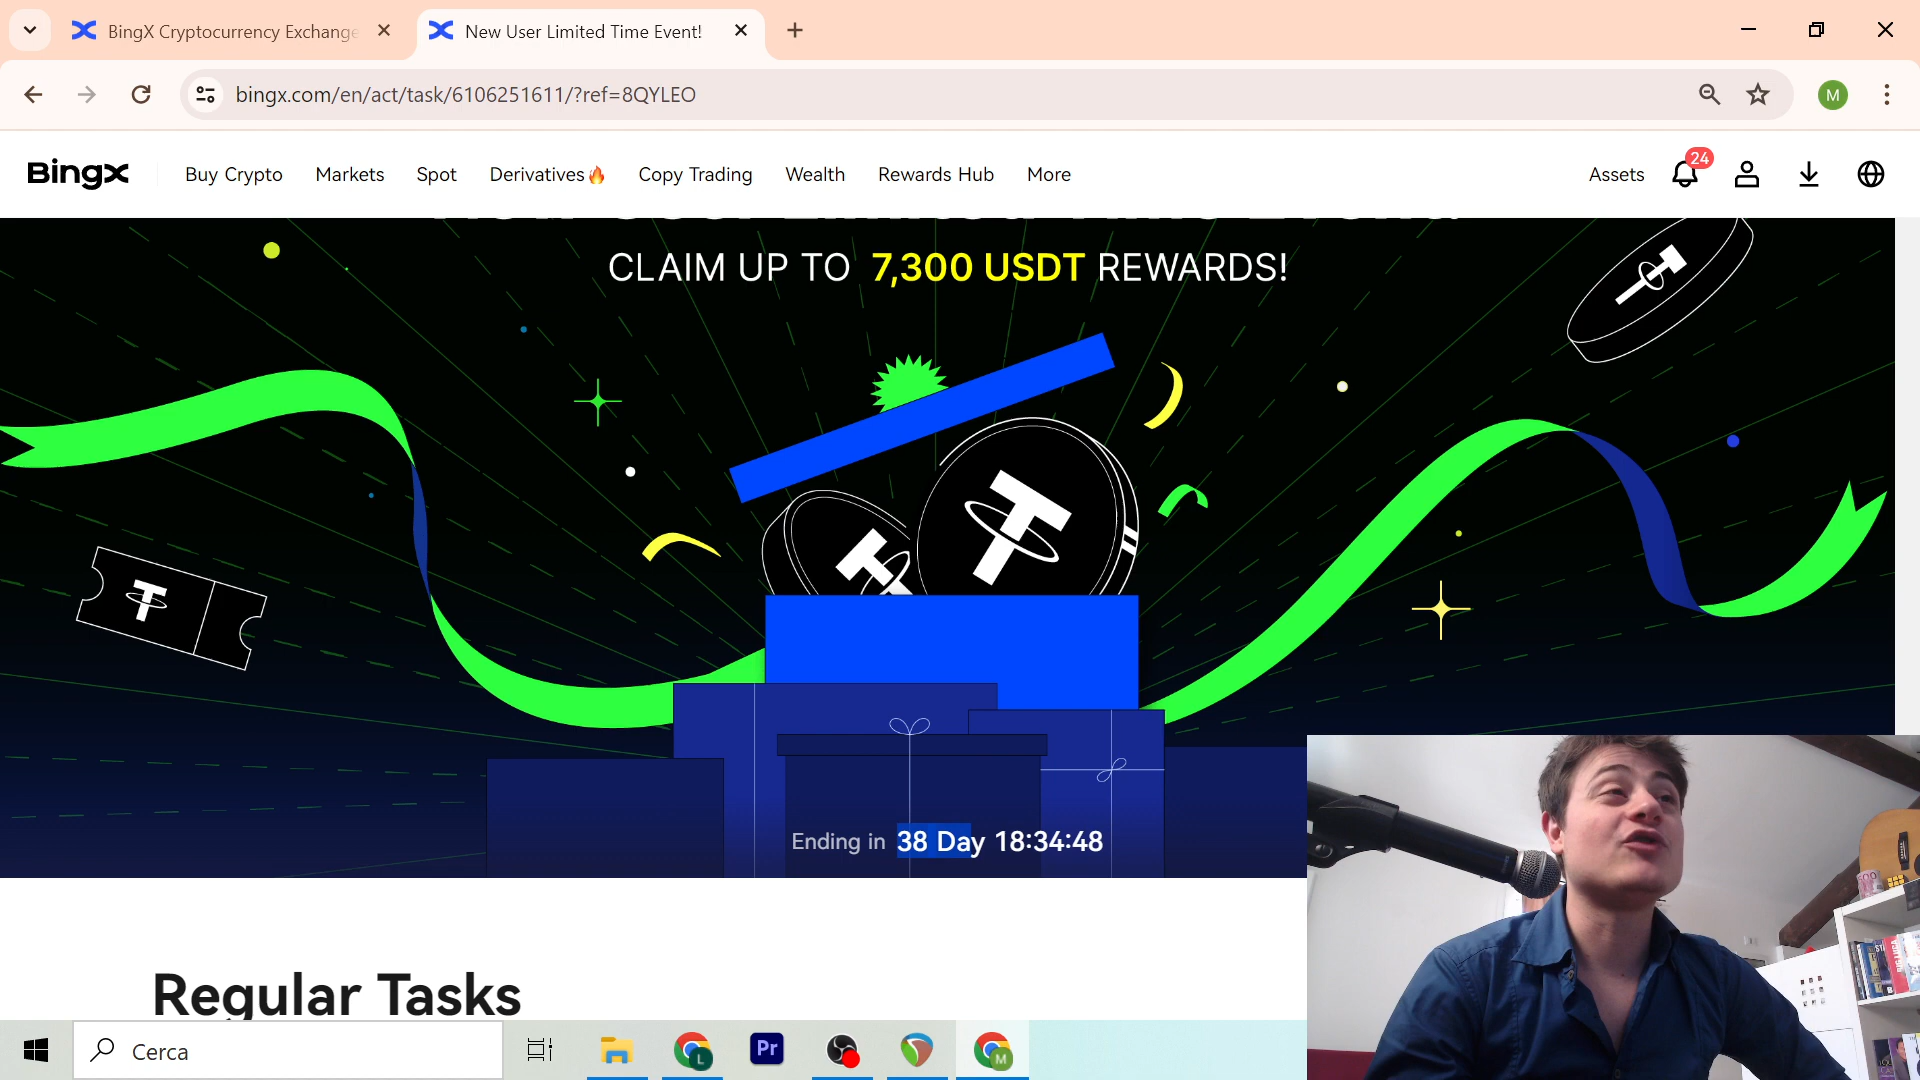 BingX Cryptocurrency Exchange
New User Limited Time Event!
bingx.com/en/act/task/6106251611/?ref=8QYLEO
M
BingX
Buy Crypto
Markets
Spot
Derivatives
Copy Trading
Wealth
Rewards Hub
More
Assets
24
CLAIM UP TO 7,300 USDT REWARDS!
Ending in 38 Day 18:34:48
Regular Tasks
Cerca
L
Pr
M